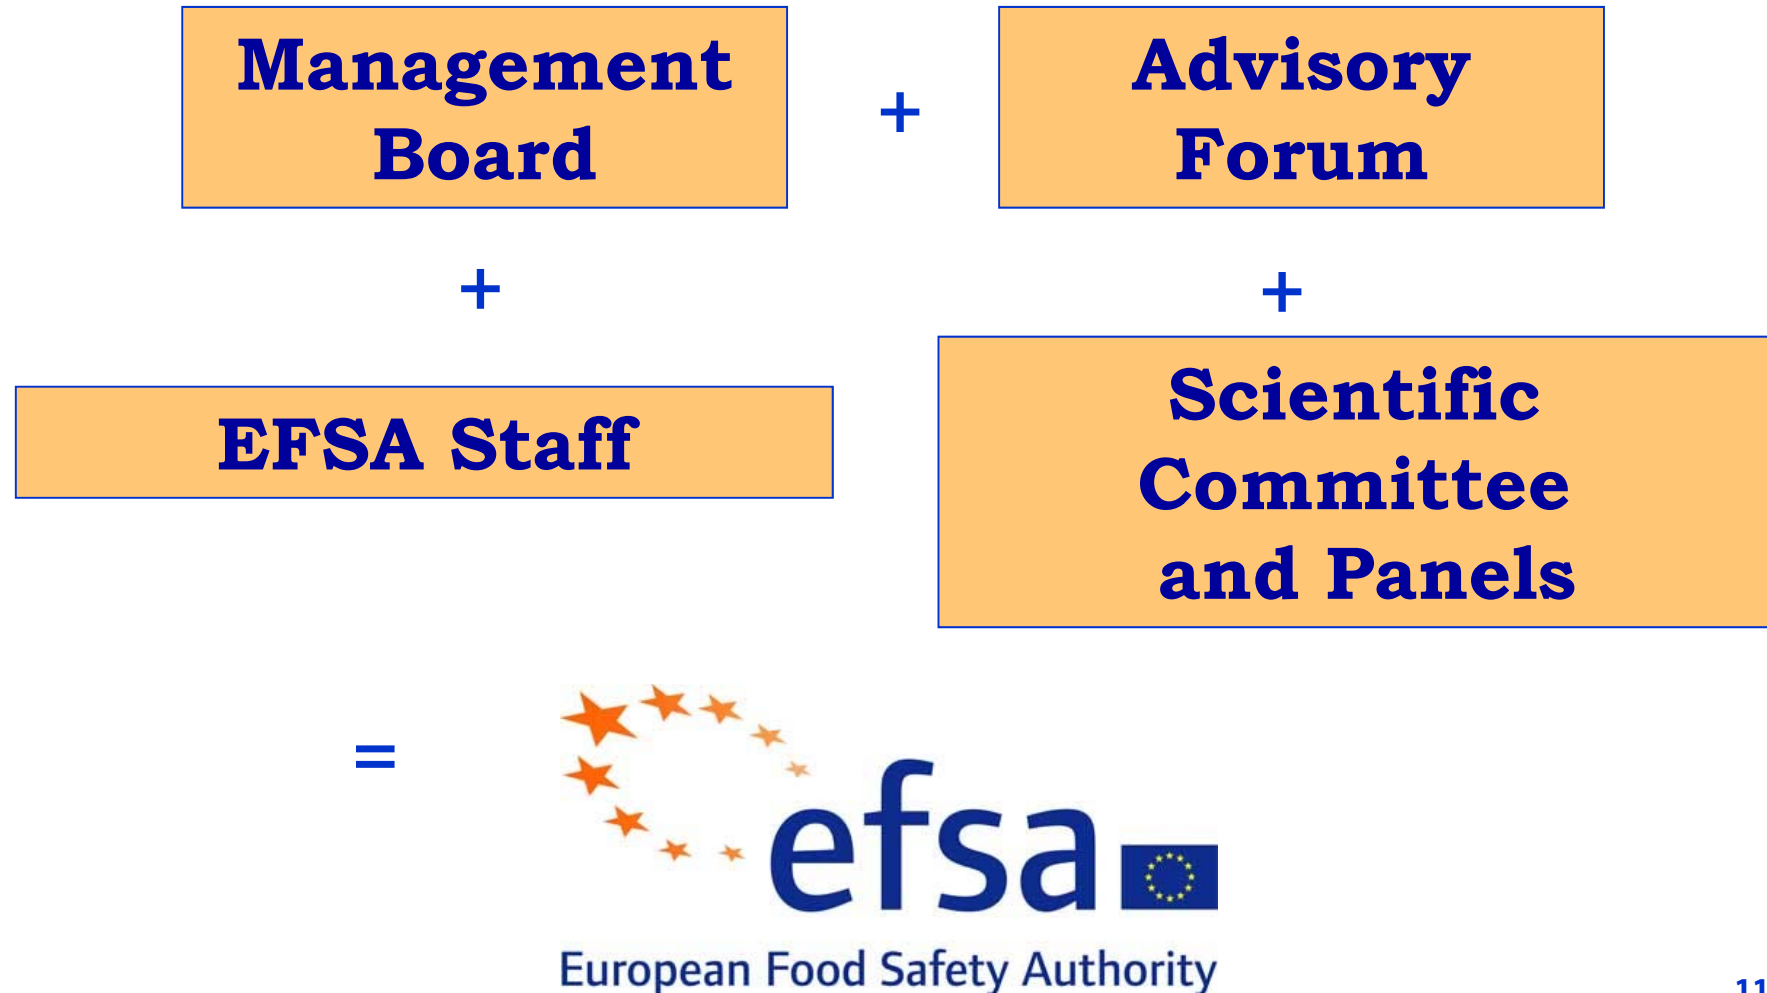 Management
Board
+
Advisory
Forum
+
+
EFSA Staff
Scientific
Committee
and Panels
=
efsa
European Food Safety Authority
11